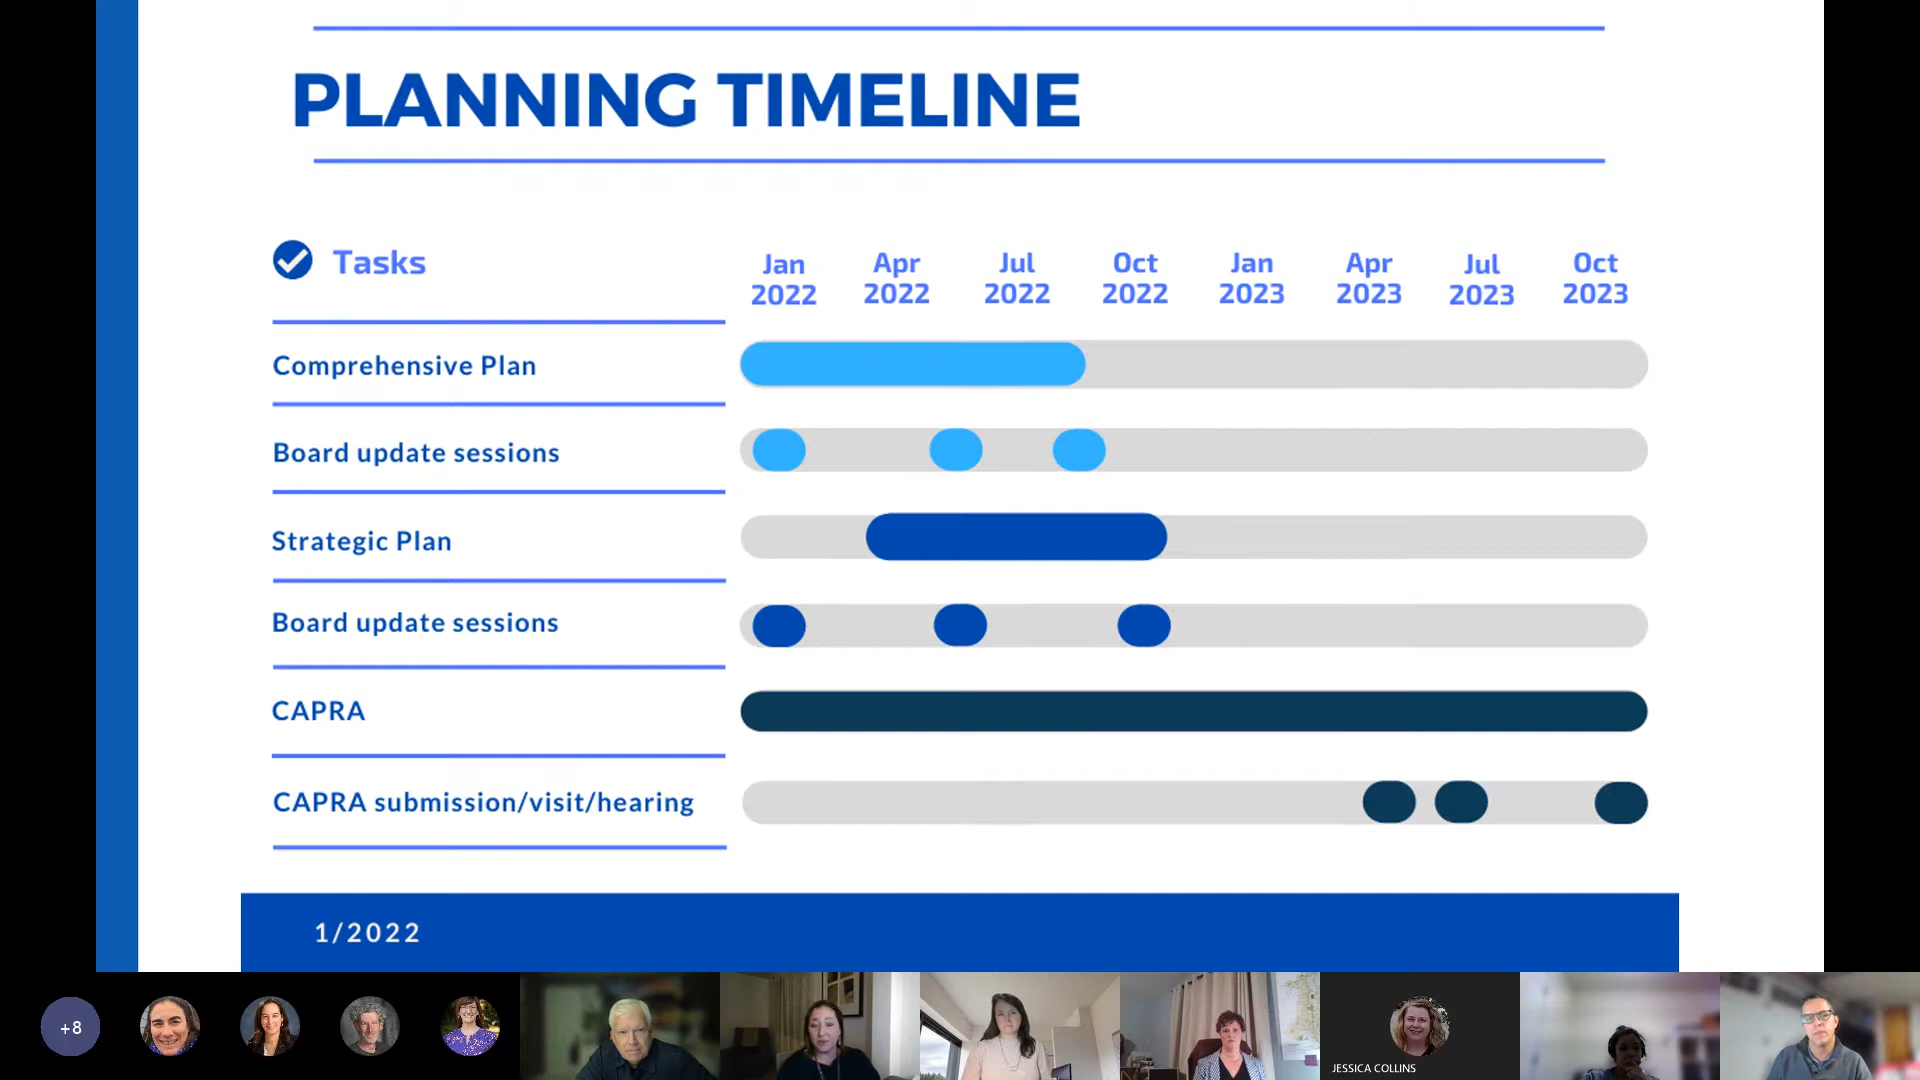 PLANNING TIMELINE
Tasks
Jan 2022
Apr 2022
Jul 2022
Oct 2022
Jan 2023
Apr 2023
Jul 2023
Oct 2023
Comprehensive Plan
Board update sessions
Strategic Plan
Board update sessions
CAPRA
CAPRA submission/visit/hearing
1/2022
+8
JESSICA COLLINS